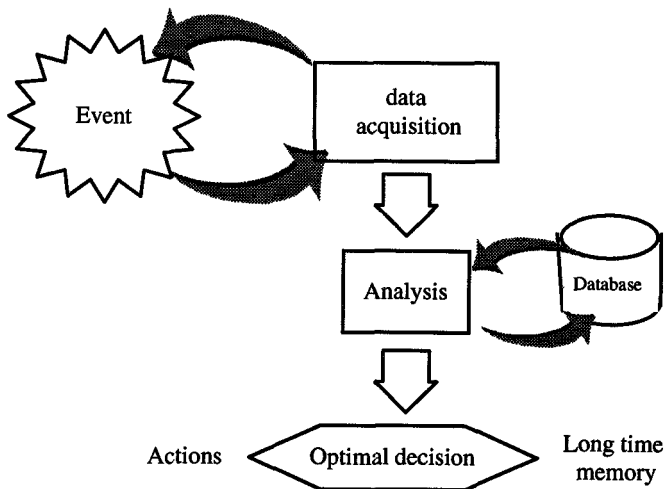 Event
data
acquisition
Analysis
Database
Actions
Optimal decision
Long time
memory